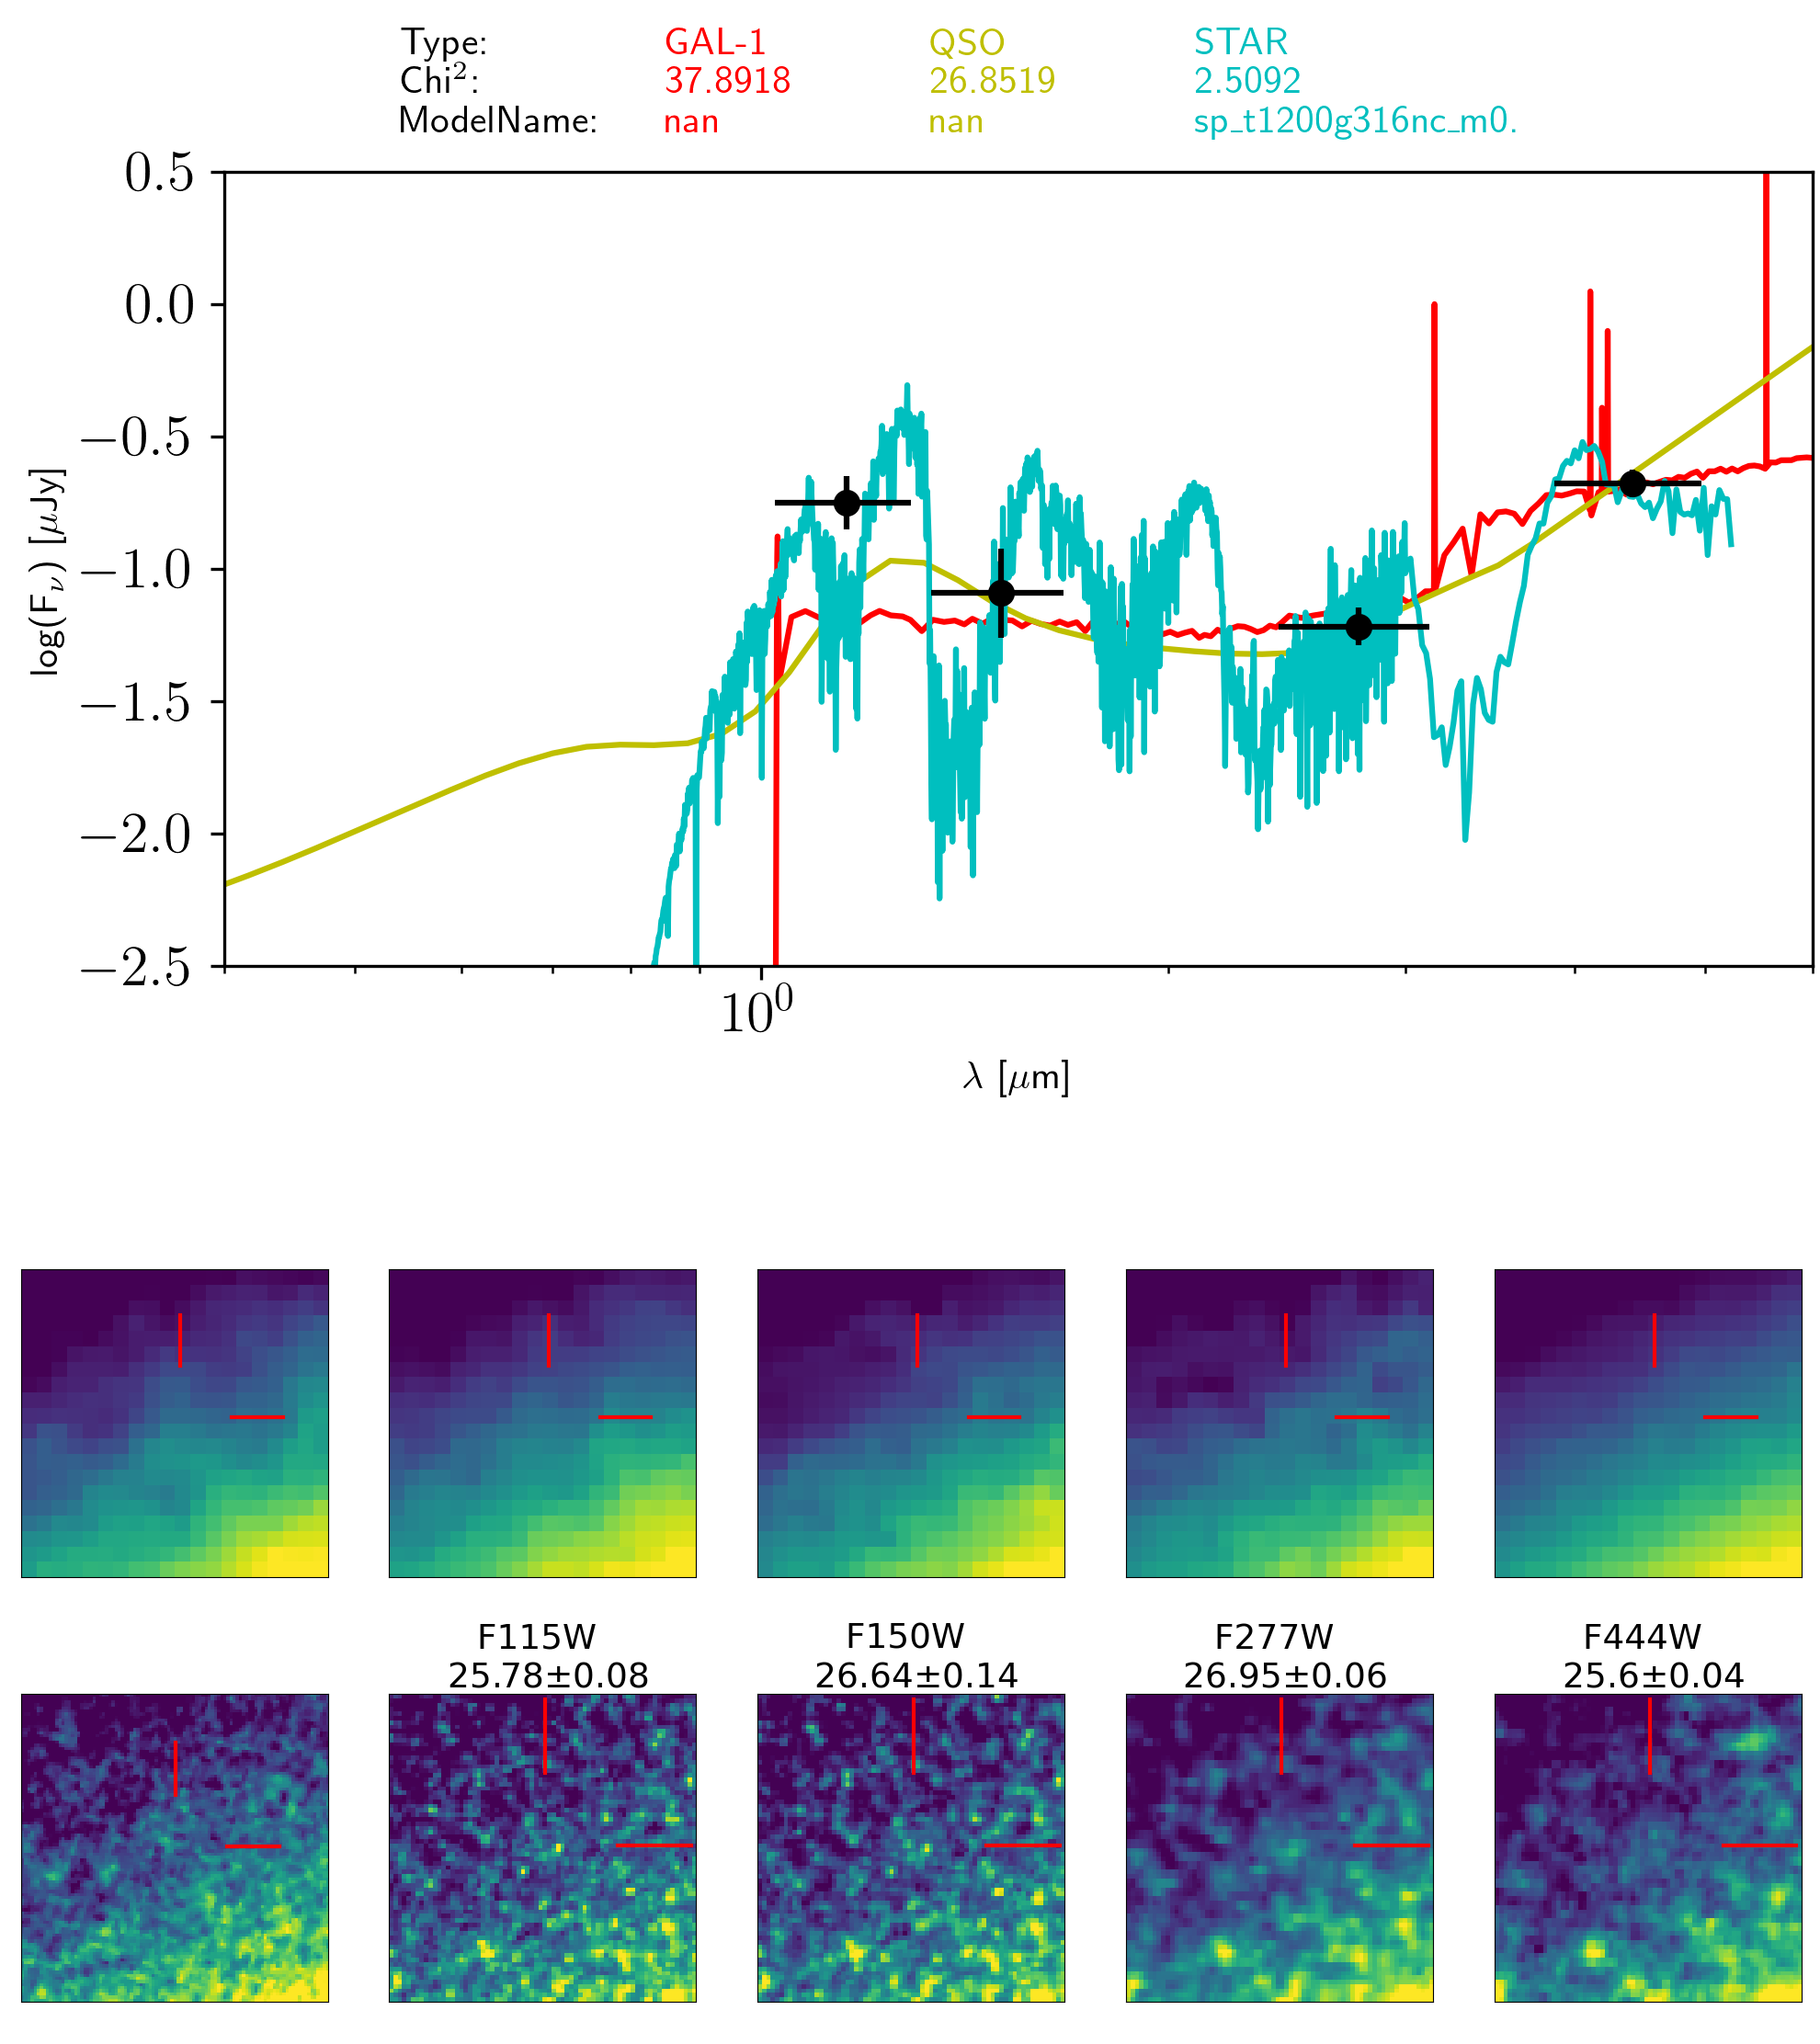 Type: GAL-1 QSO STAR
Chi²: 37.8918 26.8519 2.5092
ModelName: nan nan sp_t1200g316nc_m0.
0.5
0.0
−0.5
−1.0
−1.5
−2.0
−2.5
log(Fν) [μJy]
10⁰
λ [μm]
F115W F150W F277W F444W
25.78±0.08 26.64±0.14 26.95±0.06 25.6±0.04